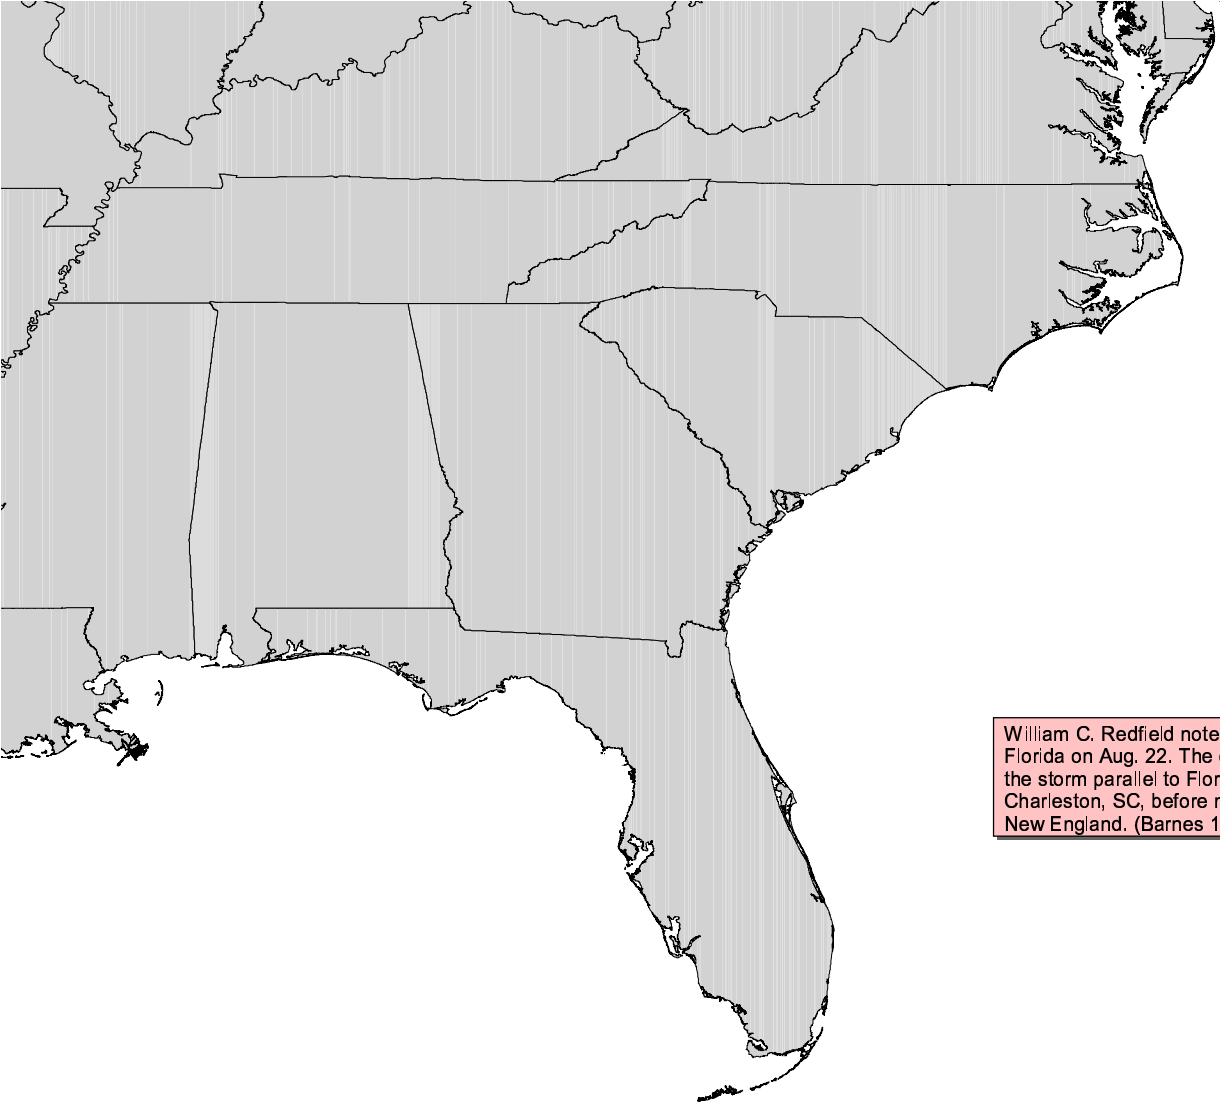 William C. Redfield note
Florida on Aug. 22. The
the storm parallel to Flor
Charleston, SC, before
New England. (Barnes 1